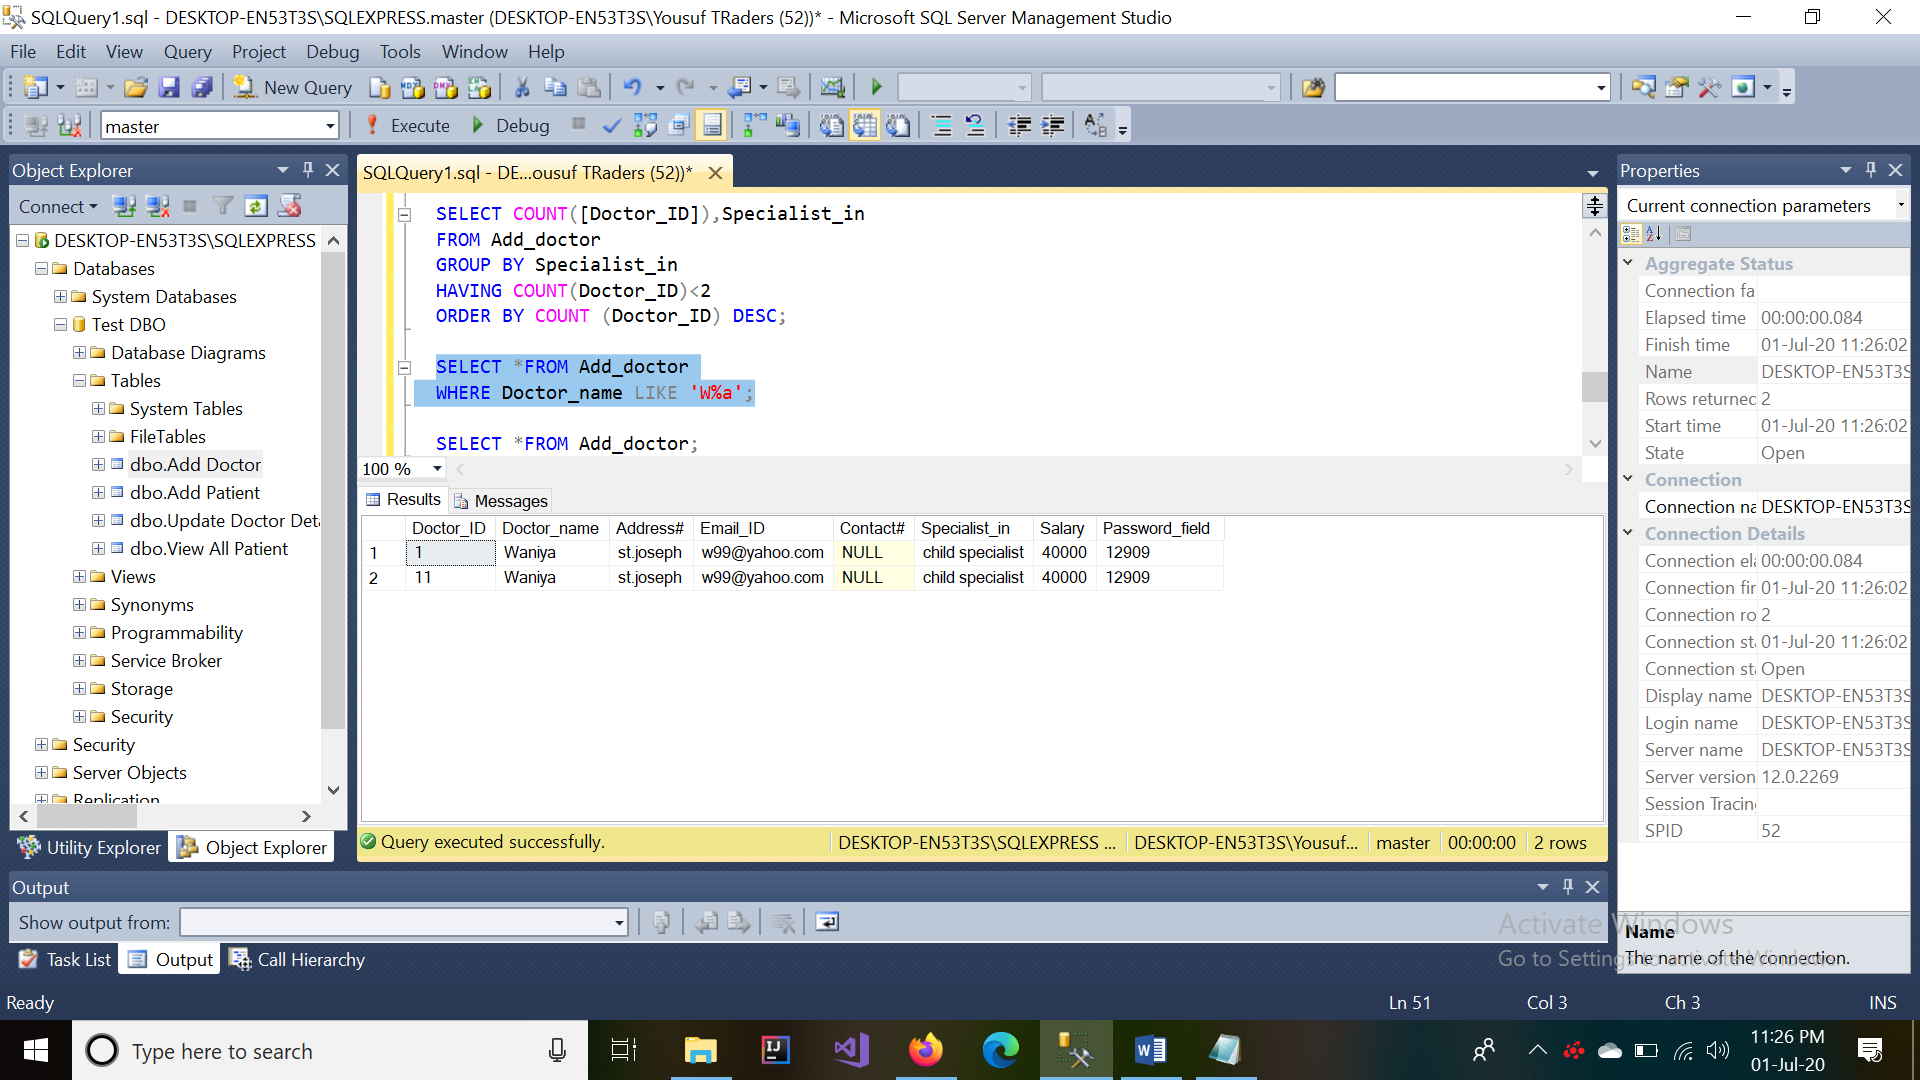 SQLQuery1.sql - DESKTOP-EN53T3S\SQLEXPRESS.master (DESKTOP-EN53T3S\Yousuf TRaders (52))* - Microsoft SQL Server Management Studio
File Edit View Query Project Debug Tools Window Help
New Query
master Execute Debug
Object Explorer
Connect
DESKTOP-EN53T3S\SQLEXPRESS
Databases
System Databases
Test DBO
Database Diagrams
Tables
System Tables
FileTables
dbo.Add Doctor
dbo.Add Patient
dbo.Update Doctor Det
dbo.View All Patient
Views
Synonyms
Programmability
Service Broker
Storage
Security
Security
Server Objects
Replication
Utility Explorer Object Explorer
SQLQuery1.sql - DE...ousuf TRaders (52))*
SELECT COUNT([Doctor_ID]),Specialist_in
FROM Add_doctor
GROUP BY Specialist_in
HAVING COUNT(Doctor_ID)<2
ORDER BY COUNT (Doctor_ID) DESC;
SELECT *FROM Add_doctor
WHERE Doctor_name LIKE 'W%a';
SELECT *FROM Add_doctor;
100 %
Results Messages
Doctor_ID Doctor_name Address# Email_ID Contact# Specialist_in Salary Password_field
1 1 Waniya st.joseph w99@yahoo.com NULL child specialist 40000 12909
2 11 Waniya st.joseph w99@yahoo.com NULL child specialist 40000 12909
Query executed successfully. DESKTOP-EN53T3S\SQLEXPRESS ... DESKTOP-EN53T3S\Yousuf... master 00:00:00 2 rows
Properties
Current connection parameters
Aggregate Status
Connection fa
Elapsed time 00:00:00.084
Finish time 01-Jul-20 11:26:02
Name DESKTOP-EN53T3S
Rows returned 2
Start time 01-Jul-20 11:26:02
State Open
Connection
Connection na DESKTOP-EN53T3S
Connection Details
Connection ela 00:00:00.084
Connection fir 01-Jul-20 11:26:02
Connection ro 2
Connection st 01-Jul-20 11:26:02
Connection st Open
Display name DESKTOP-EN53T3S
Login name DESKTOP-EN53T3S
Server name DESKTOP-EN53T3S
Server version 12.0.2269
Session Tracin
SPID 52
Name
The name of the connection.
Output
Show output from:
Task List Output Call Hierarchy
Activate Windows
Go to Settings to activate Windows.
Ready Ln 51 Col 3 Ch 3 INS
Type here to search
11:26 PM
01-Jul-20